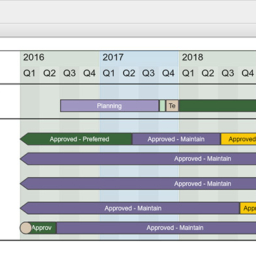 2016 2017 2018
Q1 Q2 Q3 Q4 Q1 Q2 Q3 Q4 Q1 Q2 Q3 Q4
Planning Te
Approved - Preferred Approved - Maintain Approved
Approved - Maintain
Approved - Maintain
Approved - Maintain Appr
Approv Approved - Maintain